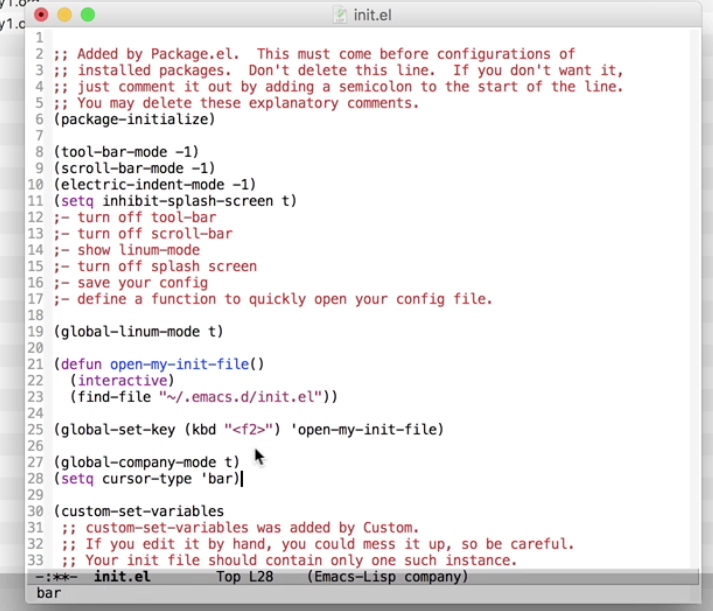 y1.org
init.el
y1.o
1
2 ;; Added by Package.el.  This must come before configurations of
3 ;; installed packages.  Don't delete this line.  If you don't want it,
4 ;; just comment it out by adding a semicolon to the start of the line.
5 ;; You may delete these explanatory comments.
6 (package-initialize)
7
8 (tool-bar-mode -1)
9 (scroll-bar-mode -1)
10 (electric-indent-mode -1)
11 (setq inhibit-splash-screen t)
12 ;- turn off tool-bar
13 ;- turn off scroll-bar
14 ;- show linum-mode
15 ;- turn off splash screen
16 ;- save your config
17 ;- define a function to quickly open your config file.
18
19 (global-linum-mode t)
20
21 (defun open-my-init-file()
22   (interactive)
23   (find-file "~/.emacs.d/init.el"))
24
25 (global-set-key (kbd "<f2>") 'open-my-init-file)
26
27 (global-company-mode t)
28 (setq cursor-type 'bar)
29
30 (custom-set-variables
31  ;; custom-set-variables was added by Custom.
32  ;; If you edit it by hand, you could mess it up, so be careful.
33  ;; Your init file should contain only one such instance.
-:**-  init.el        Top L28    (Emacs-Lisp company)
bar